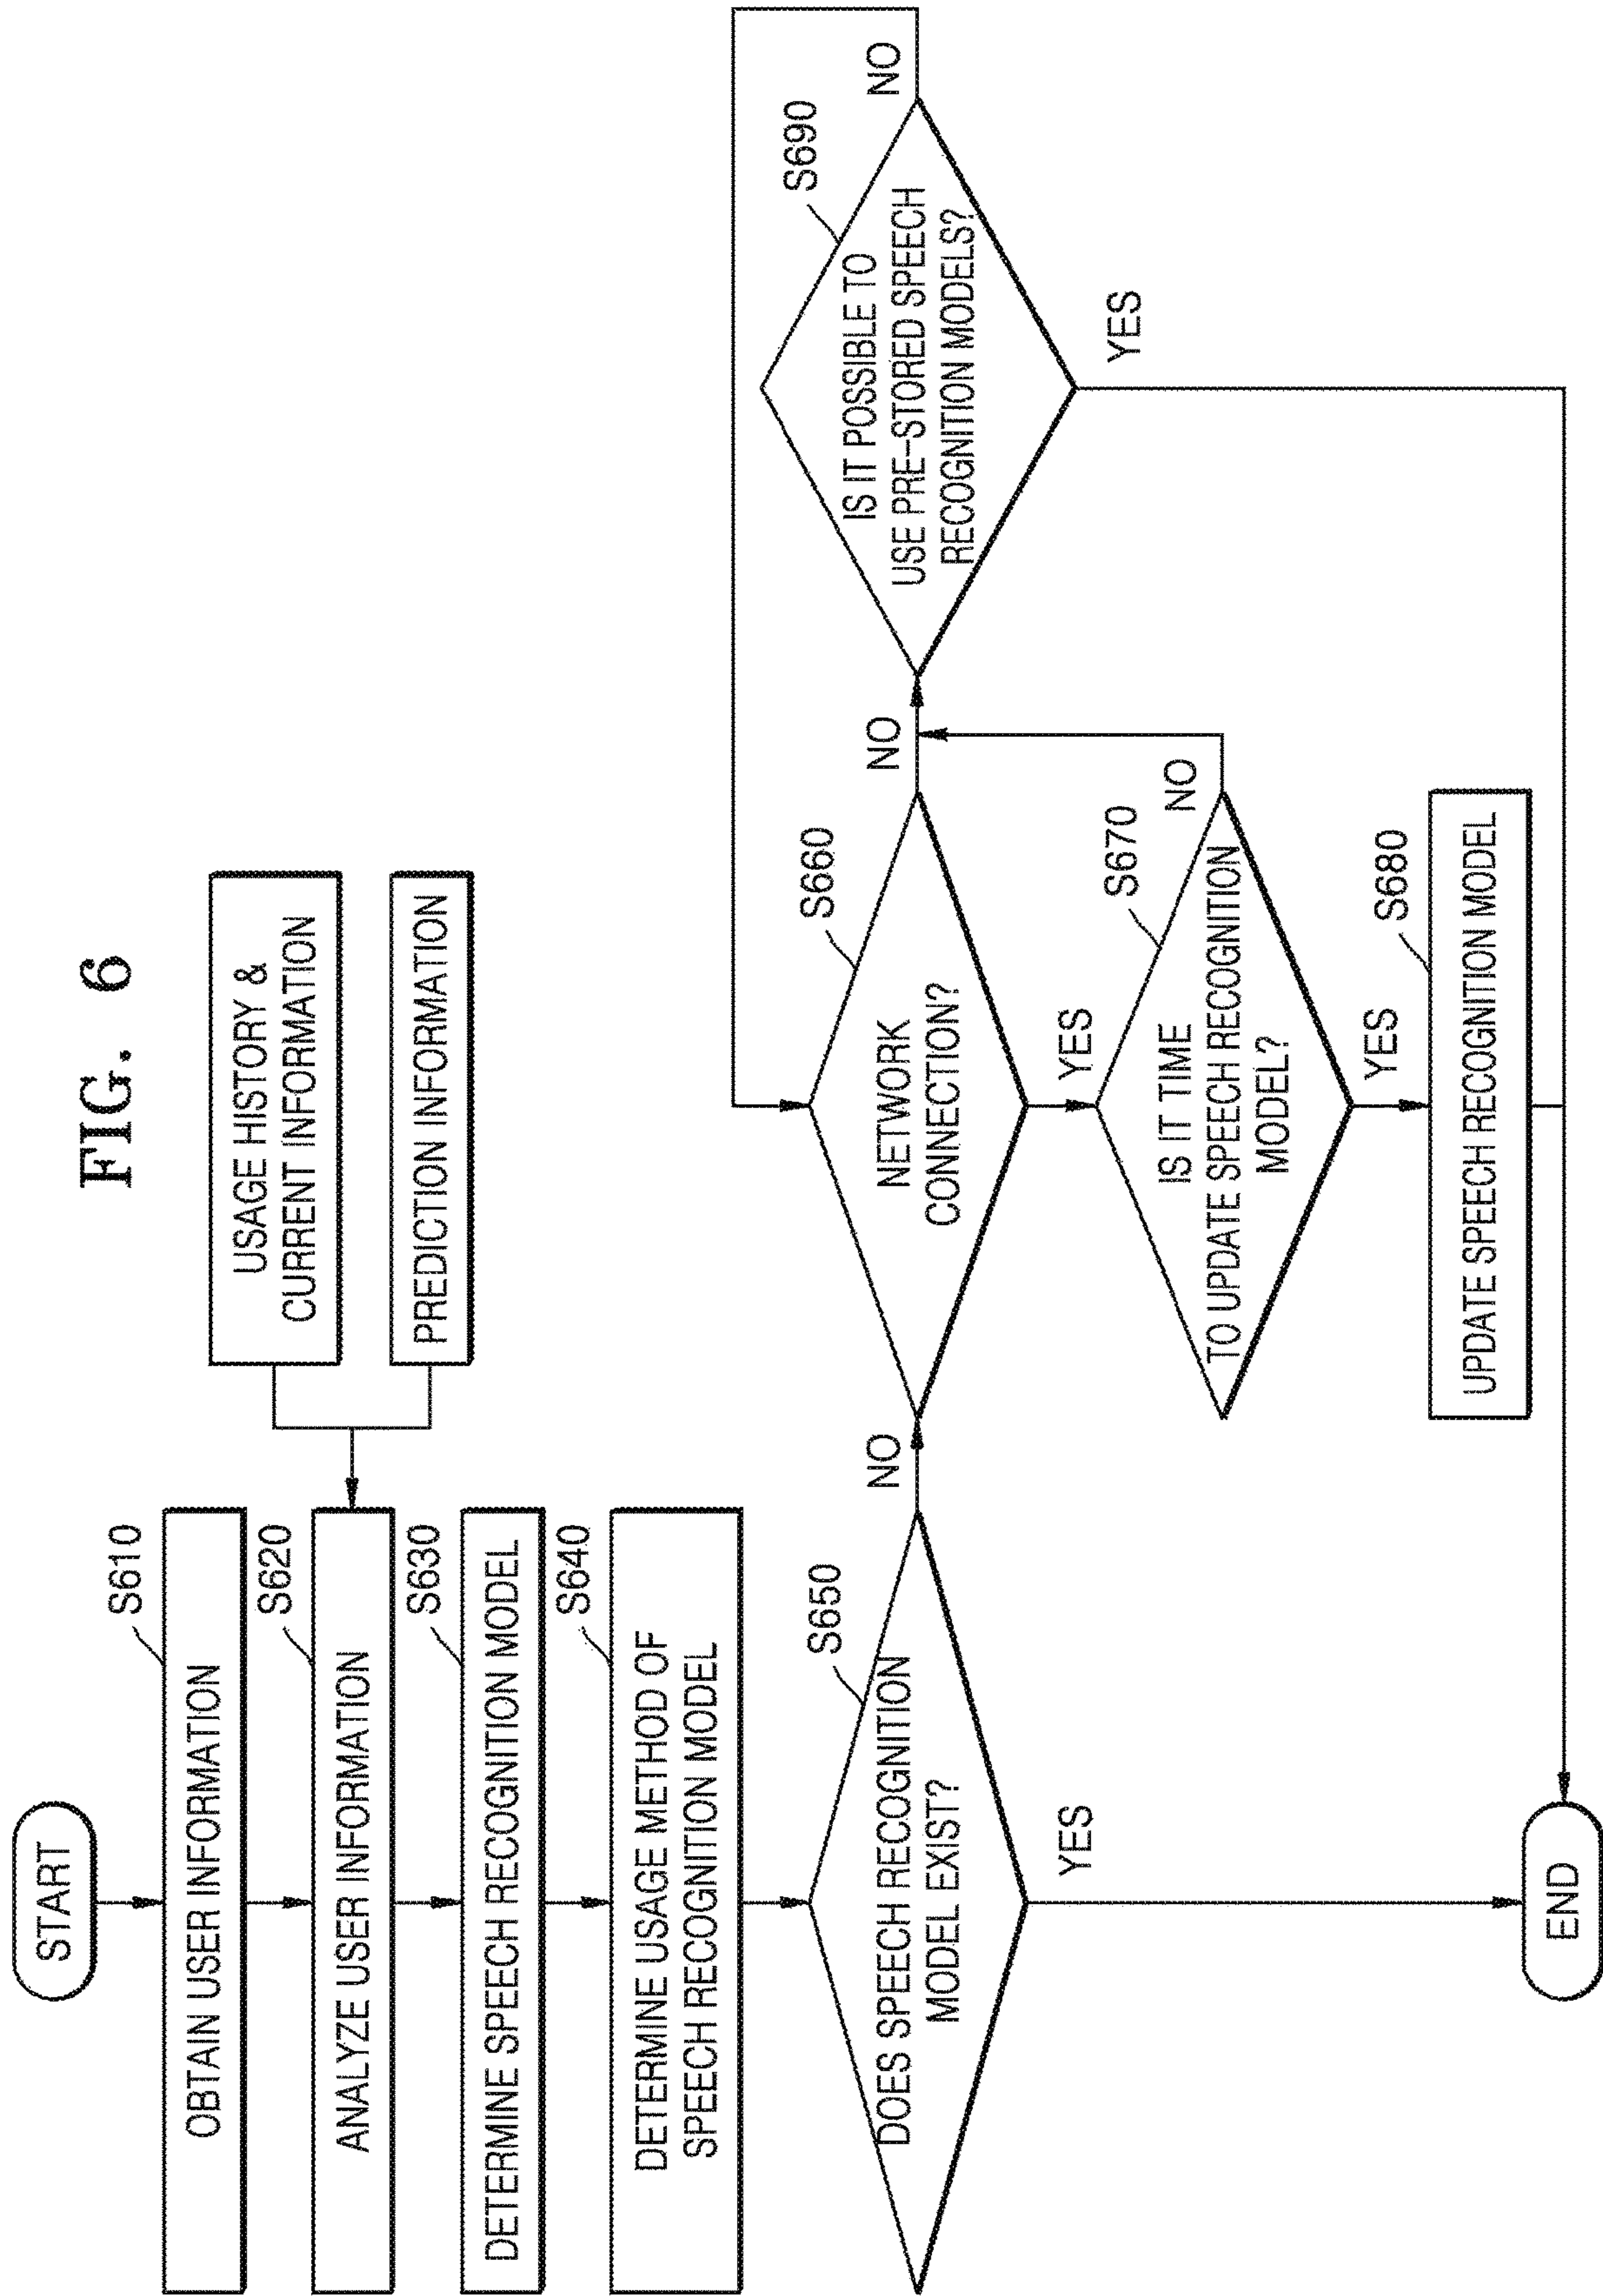 FIG. 6
START
S610
OBTAIN USER INFORMATION
USAGE HISTORY &
CURRENT INFORMATION
S620
ANALYZE USER INFORMATION
PREDICTION INFORMATION
S630
DETERMINE SPEECH RECOGNITION MODEL
S640
DETERMINE USAGE METHOD OF
SPEECH RECOGNITION MODEL
S650
DOES SPEECH RECOGNITION
MODEL EXIST?
NO
YES
S660
NETWORK
CONNECTION?
NO
YES
S690
IS IT POSSIBLE TO
USE PRE-STORED SPEECH
RECOGNITION MODELS?
NO
YES
S670
IS IT TIME
TO UPDATE SPEECH RECOGNITION
MODEL?
NO
YES
S680
UPDATE SPEECH RECOGNITION MODEL
END